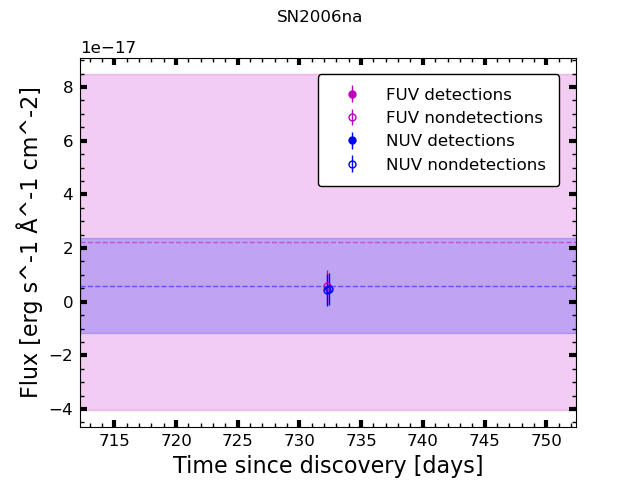 SN2006na
1e−17
8
6
4
2
0
−2
−4
Flux [erg s^-1 Å^-1 cm^-2]
FUV detections
FUV nondetections
NUV detections
NUV nondetections
715 720 725 730 735 740 745 750
Time since discovery [days]